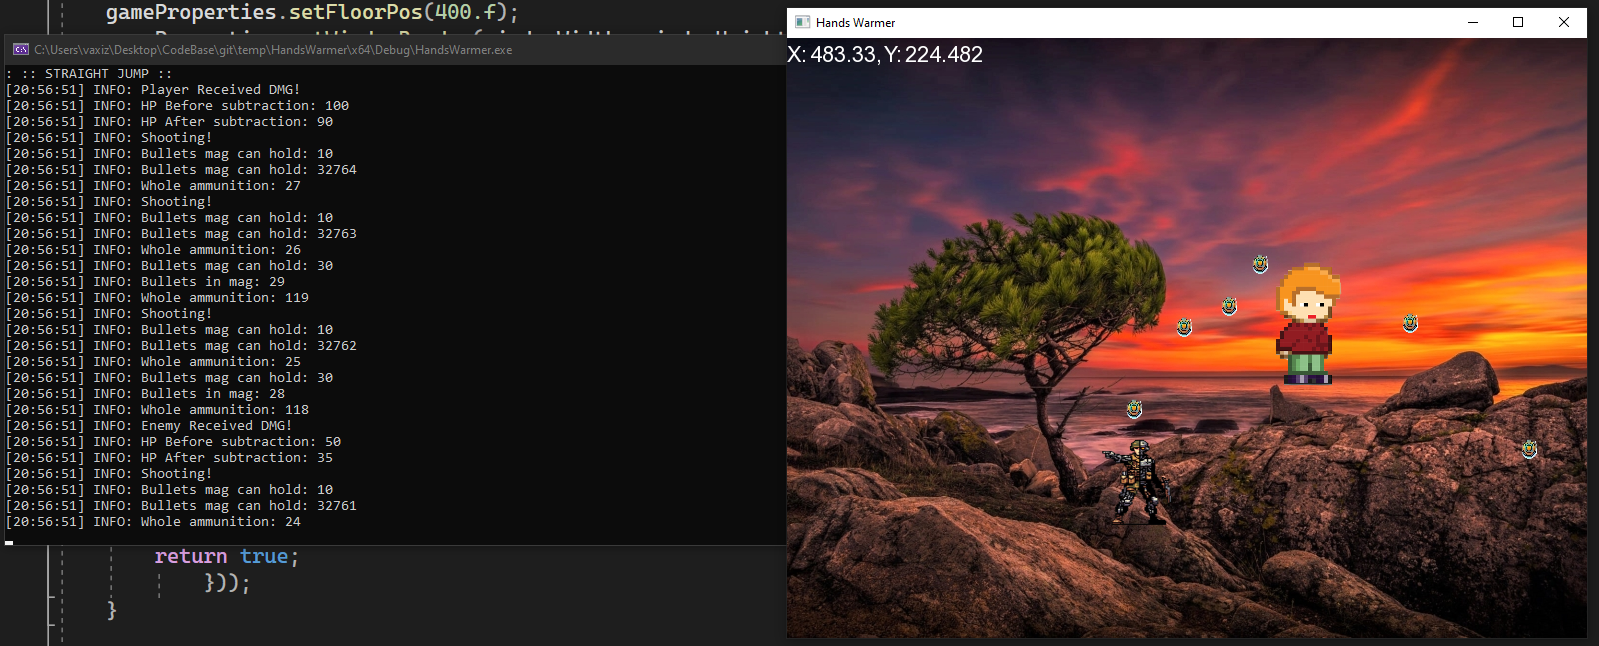 gameProperties.setFloorPos(400.f);
C:\Users\vaxiz\Desktop\CodeBase\git\temp\HandsWarmer\x64\Debug\HandsWarmer.exe
: :: STRAIGHT JUMP ::
[20:56:51] INFO: Player Received DMG!
[20:56:51] INFO: HP Before subtraction: 100
[20:56:51] INFO: HP After subtraction: 90
[20:56:51] INFO: Shooting!
[20:56:51] INFO: Bullets mag can hold: 10
[20:56:51] INFO: Bullets mag can hold: 32764
[20:56:51] INFO: Whole ammunition: 27
[20:56:51] INFO: Shooting!
[20:56:51] INFO: Bullets mag can hold: 10
[20:56:51] INFO: Bullets mag can hold: 32763
[20:56:51] INFO: Whole ammunition: 26
[20:56:51] INFO: Bullets mag can hold: 30
[20:56:51] INFO: Bullets in mag: 29
[20:56:51] INFO: Whole ammunition: 119
[20:56:51] INFO: Shooting!
[20:56:51] INFO: Bullets mag can hold: 10
[20:56:51] INFO: Bullets mag can hold: 32762
[20:56:51] INFO: Whole ammunition: 25
[20:56:51] INFO: Bullets mag can hold: 30
[20:56:51] INFO: Bullets in mag: 28
[20:56:51] INFO: Whole ammunition: 118
[20:56:51] INFO: Enemy Received DMG!
[20:56:51] INFO: HP Before subtraction: 50
[20:56:51] INFO: HP After subtraction: 35
[20:56:51] INFO: Shooting!
[20:56:51] INFO: Bullets mag can hold: 10
[20:56:51] INFO: Bullets mag can hold: 32761
[20:56:51] INFO: Whole ammunition: 24
return true;
}));
}
Hands Warmer
X: 483.33, Y: 224.482